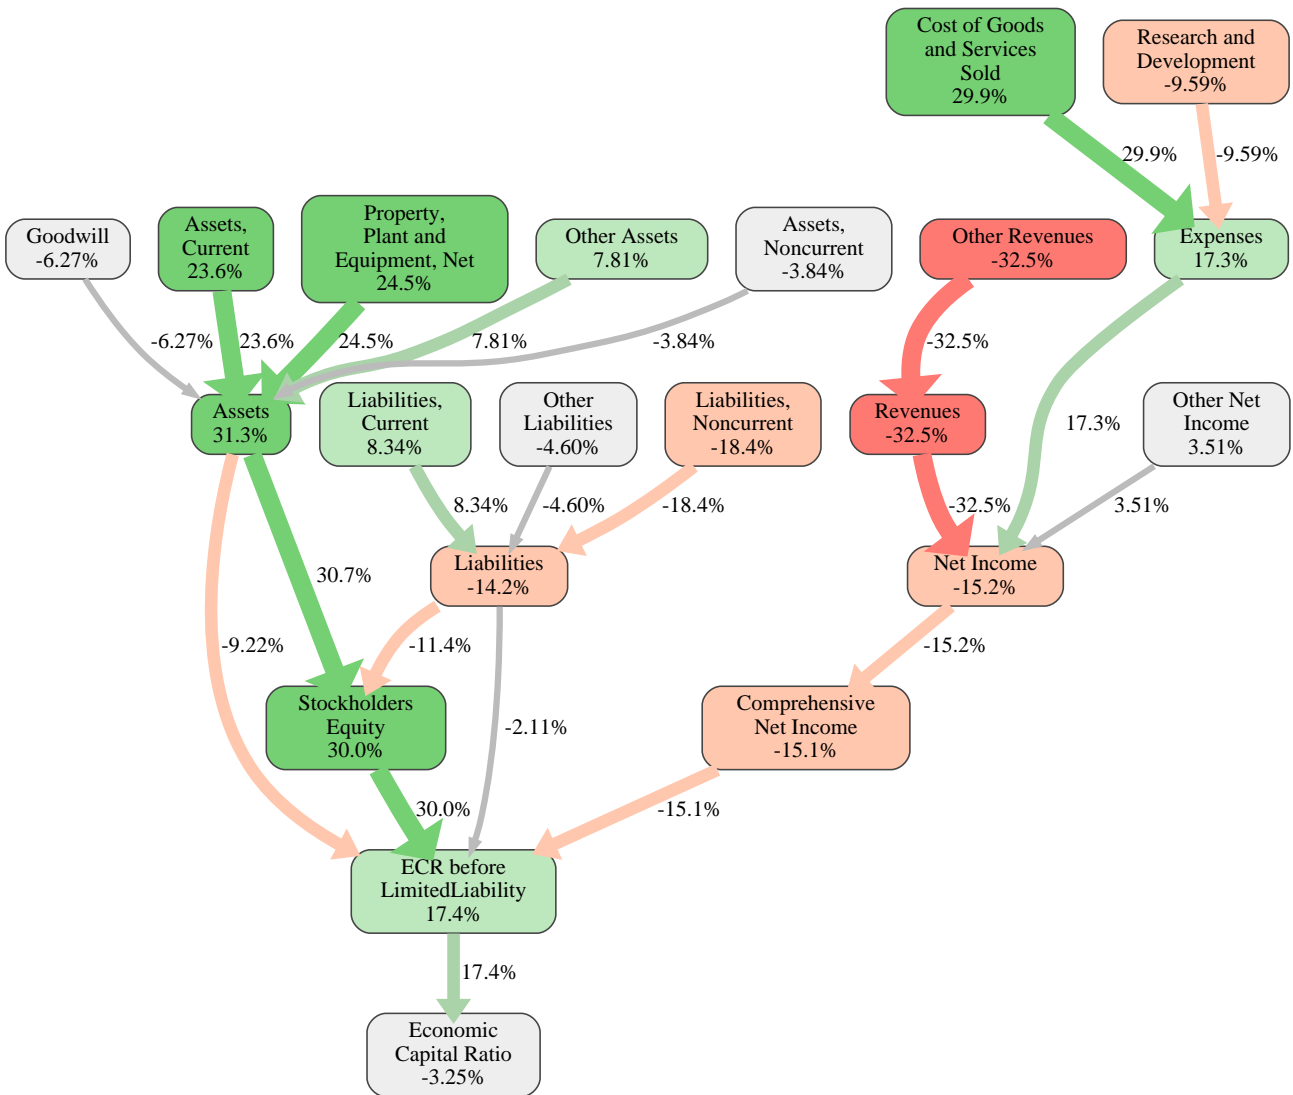 Cost of Goods
and Services
Sold
29.9%
Research and
Development
-9.59%
29.9%
-9.59%
Goodwill
-6.27%
Assets,
Current
23.6%
Property,
Plant and
Equipment, Net
24.5%
Other Assets
7.81%
Assets,
Noncurrent
-3.84%
Other Revenues
-32.5%
Expenses
17.3%
-6.27%
23.6%
24.5%
7.81%
-3.84%
-32.5%
Assets
31.3%
Liabilities,
Current
8.34%
Other
Liabilities
-4.60%
Liabilities,
Noncurrent
-18.4%
Revenues
-32.5%
17.3%
Other Net
Income
3.51%
8.34%
-4.60%
-18.4%
-32.5%
3.51%
30.7%
Liabilities
-14.2%
Net Income
-15.2%
-9.22%
-11.4%
-15.2%
Stockholders
Equity
30.0%
-2.11%
Comprehensive
Net Income
-15.1%
30.0%
-15.1%
ECR before
LimitedLiability
17.4%
17.4%
Economic
Capital Ratio
-3.25%